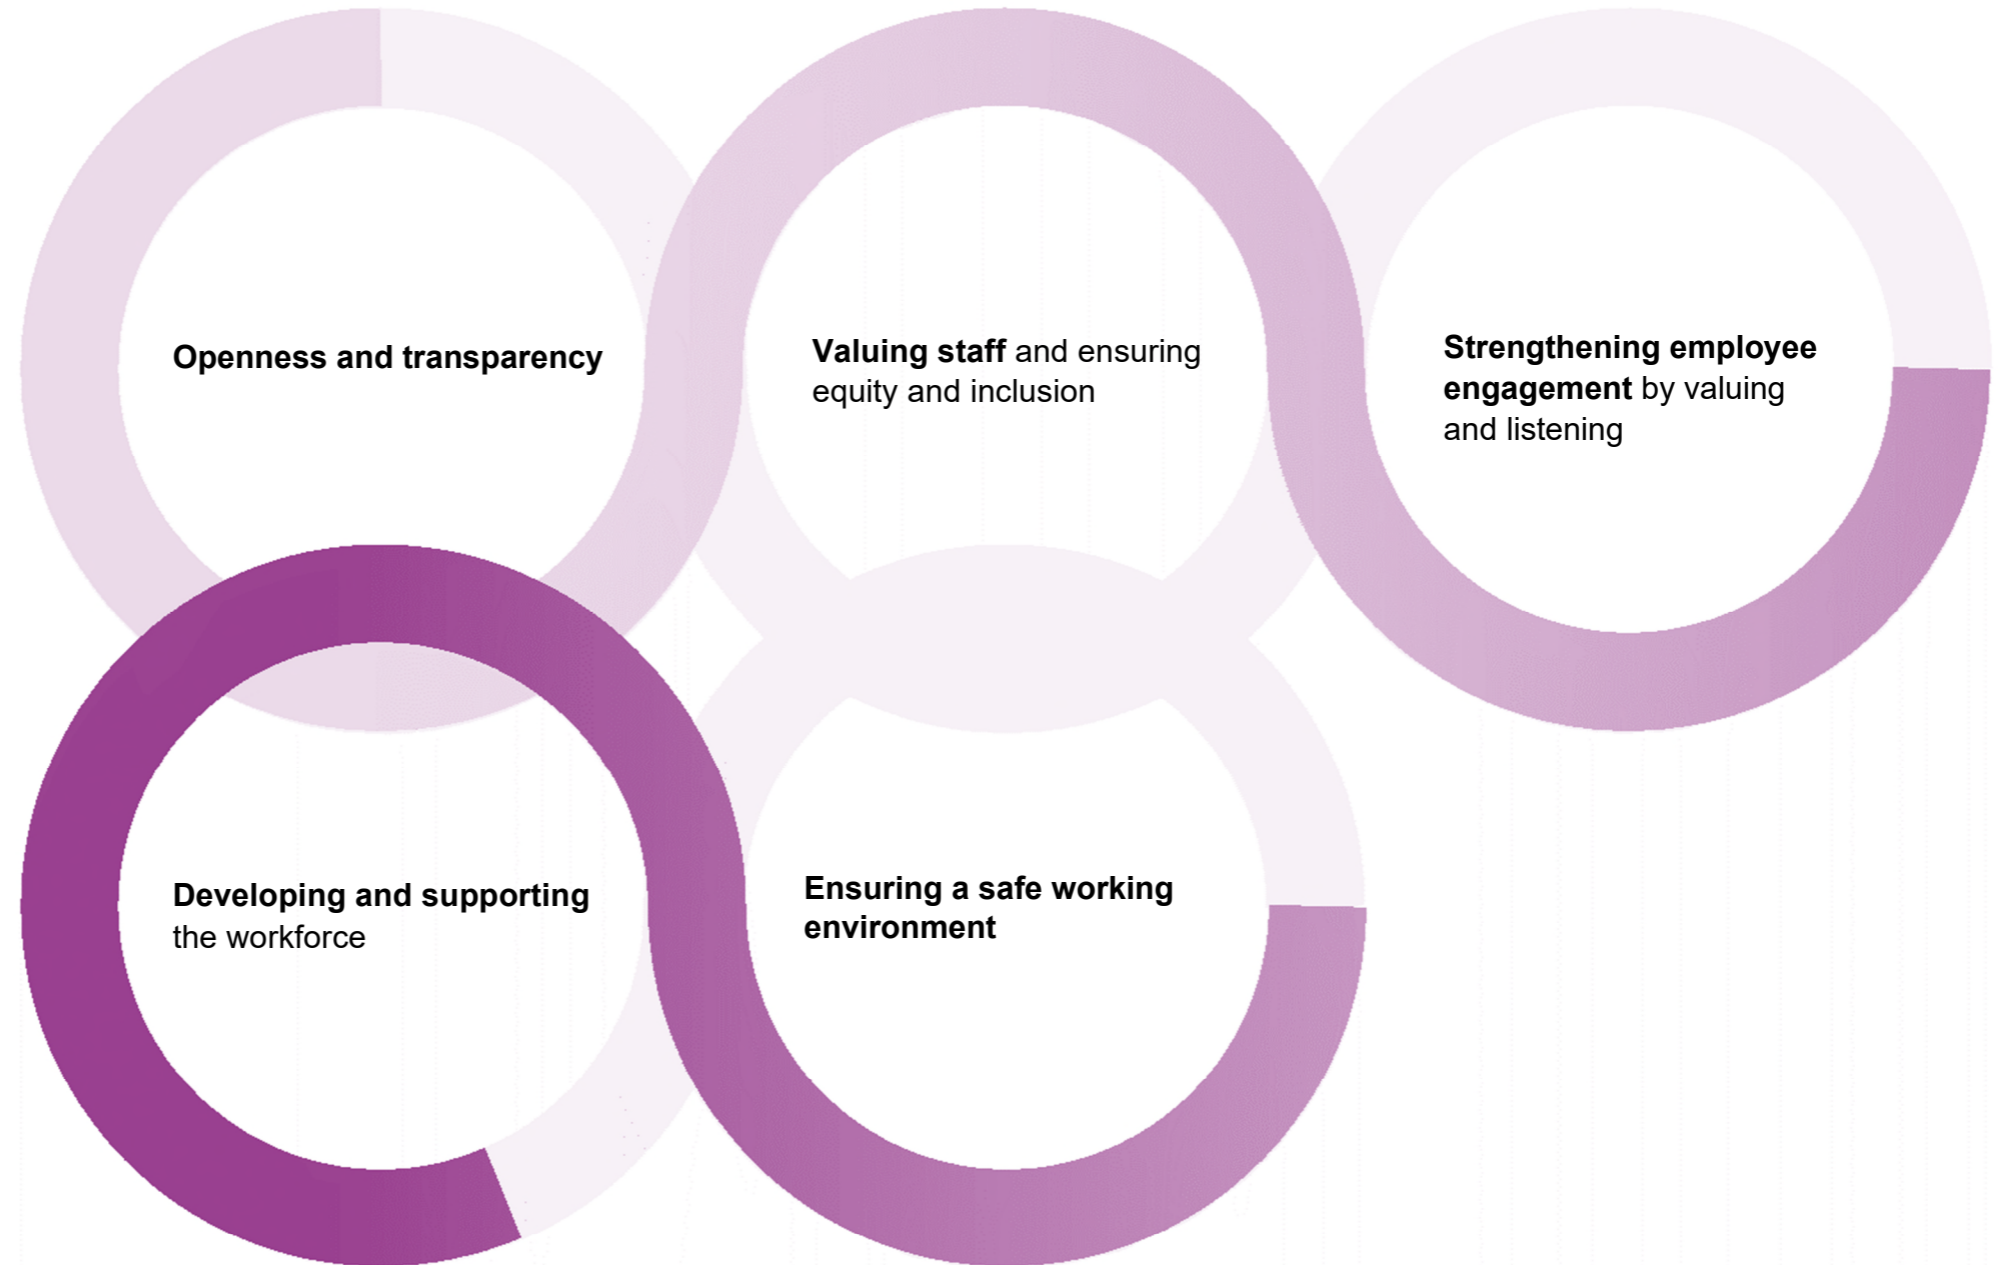 Openness and transparency
Valuing staff and ensuring
equity and inclusion
Strengthening employee
engagement by valuing
and listening
Developing and supporting
the workforce
Ensuring a safe working
environment